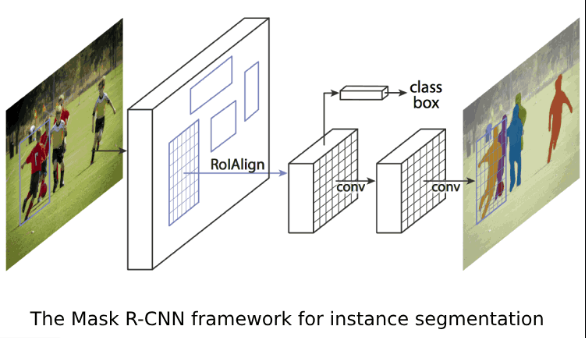 class
box
RoIAlign
conv
conv
The Mask R-CNN framework for instance segmentation